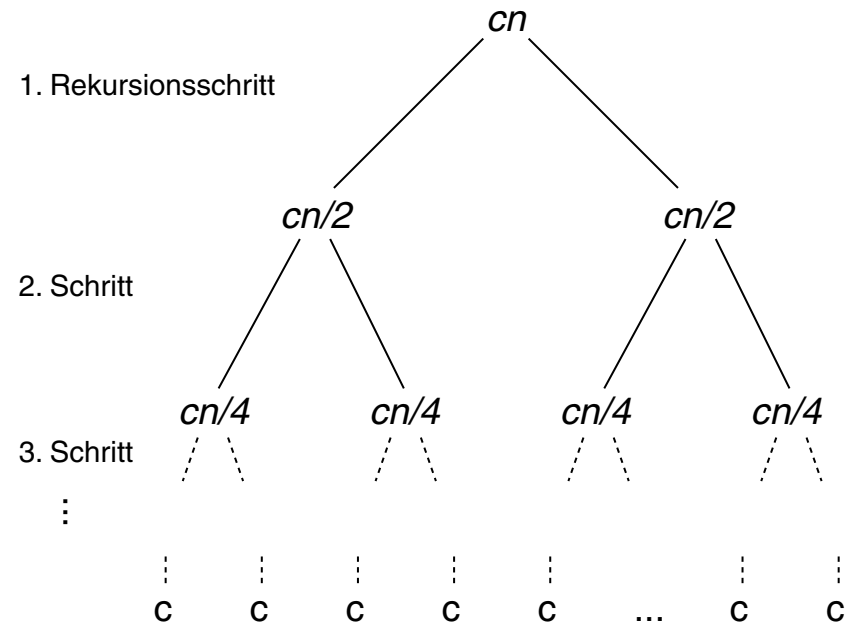 cn
1. Rekursionsschritt
cn/2 cn/2
2. Schritt
cn/4 cn/4 cn/4 cn/4
3. Schritt
⋮
c c c c c ... c c